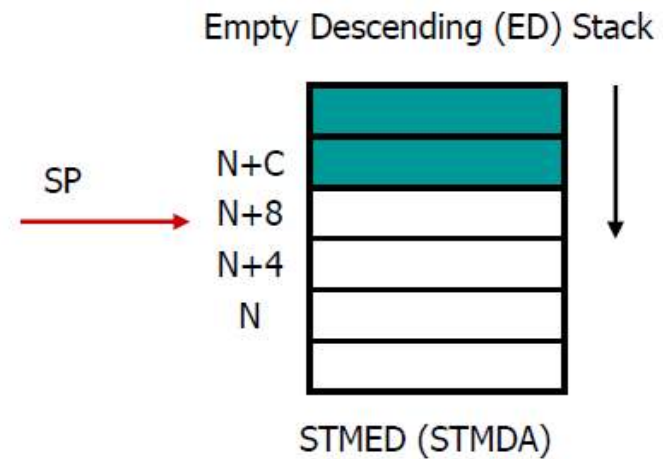 Empty Descending (ED) Stack
N+C
SP
N+8
N+4
N
STMED (STMDA)